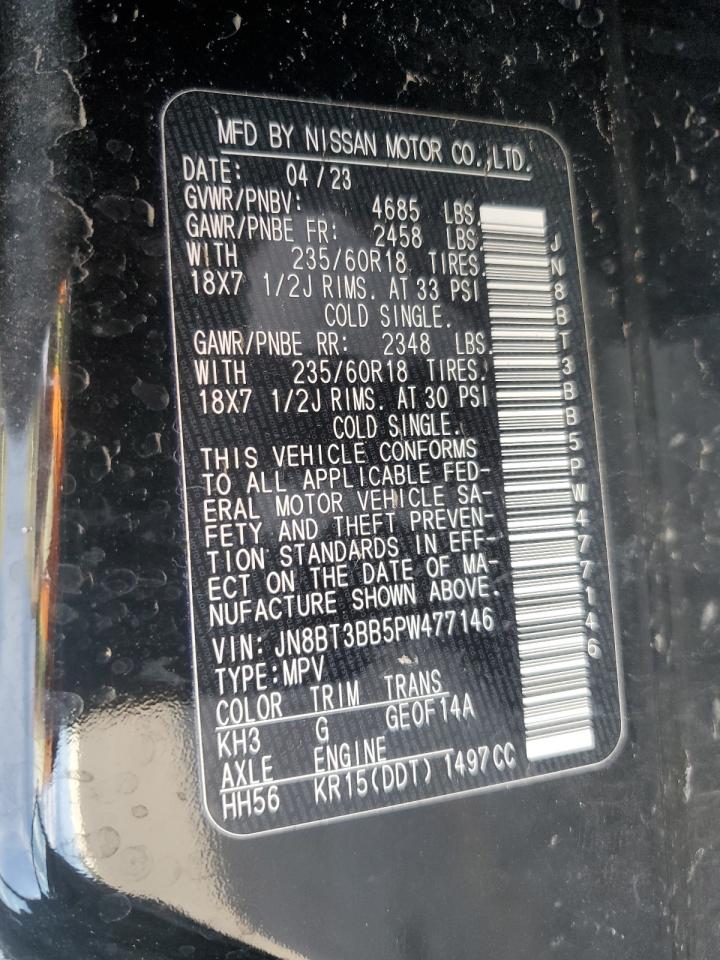 MFD BY NISSAN MOTOR CO.,LTD.
DATE: 04/23
GVWR/PNBV: 4685 LBS.
GAWR/PNBE FR: 2458 LBS.
WITH 235/60R18 TIRES.
18X7 1/2J RIMS. AT 33 PSI
COLD SINGLE.
GAWR/PNBE RR: 2348 LBS.
WITH 235/60R18 TIRES.
18X7 1/2J RIMS. AT 30 PSI
COLD SINGLE.
THIS VEHICLE CONFORMS
TO ALL APPLICABLE FED-
ERAL MOTOR VEHICLE SA-
FETY AND THEFT PREVEN-
TION STANDARDS IN EFF-
ECT ON THE DATE OF MA-
NUFACTURE SHOWN ABOVE.
VIN: JN8BT3BB5PW477146
TYPE:MPV
COLOR TRIM TRANS
KH3 G GE0F14A
AXLE ENGINE
HH56 KR15(DDT) 1497CC
JN8BT3BB5PW477146